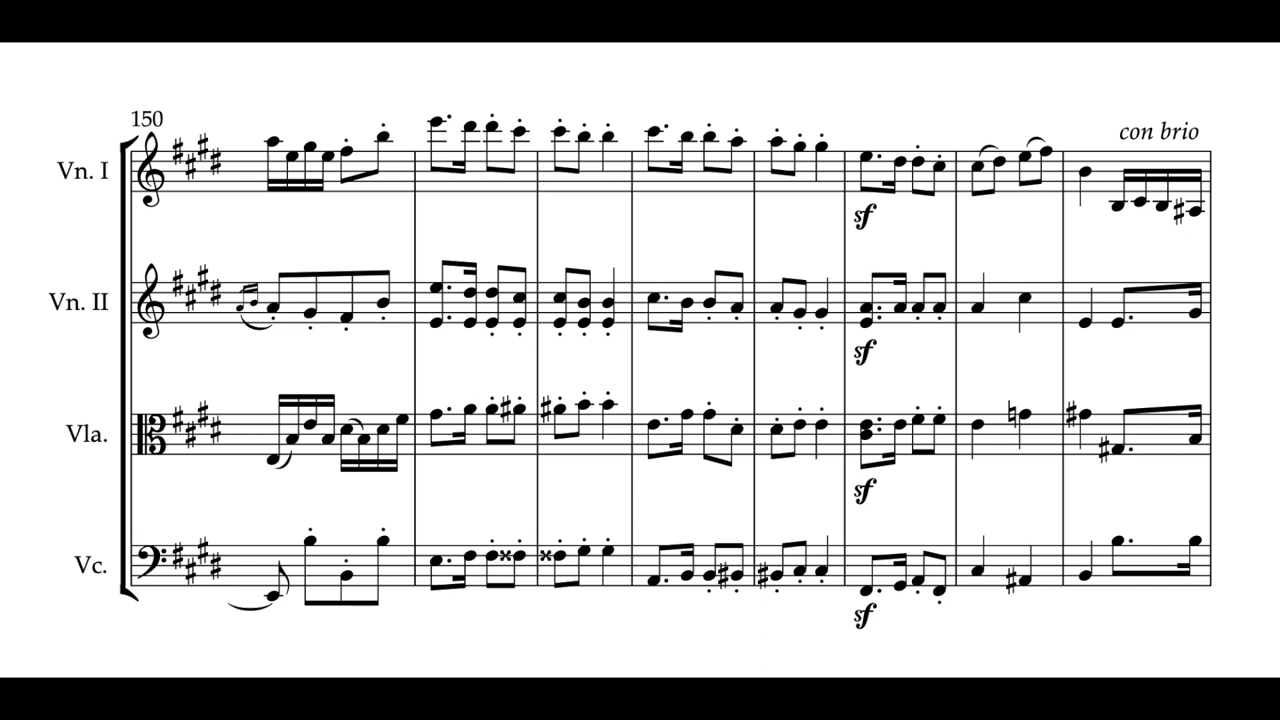 150
con brio
Vn. I
sf
Vn. II
sf
Vla.
sf
Vc.
sf